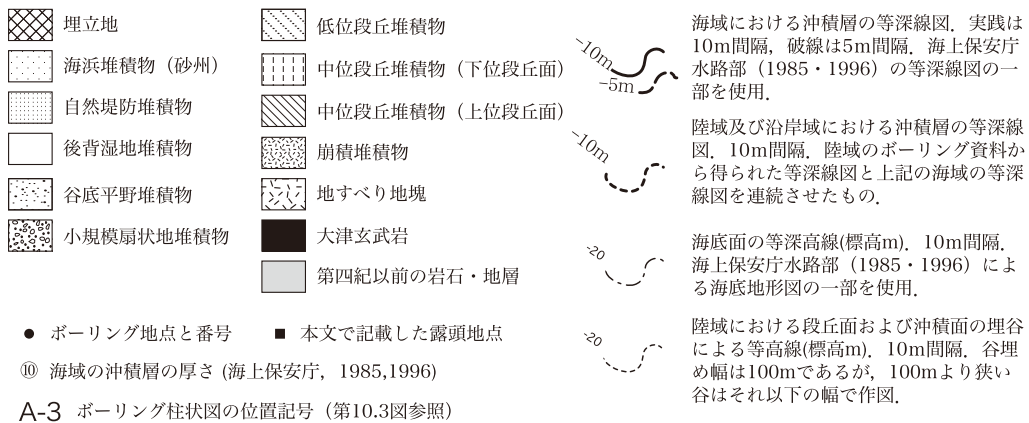 埋立地
海浜堆積物（砂州）
自然堤防堆積物
後背湿地堆積物
谷底平野堆積物
小規模扇状地堆積物
低位段丘堆積物
中位段丘堆積物（下位段丘面）
中位段丘堆積物（上位段丘面）
崩積堆積物
地すべり地塊
大津玄武岩
第四紀以前の岩石・地層
ボーリング地点と番号
本文で記載した露頭地点
⑩ 海域の沖積層の厚さ (海上保安庁，1985,1996)
A-3 ボーリング柱状図の位置記号（第10.3図参照）
-10m
-5m
海域における沖積層の等深線図．実践は
10m間隔，破線は5m間隔．海上保安庁
水路部（1985・1996）の等深線図の一
部を使用．
-10m
陸域及び沿岸域における沖積層の等深線
図．10m間隔．陸域のボーリング資料か
ら得られた等深線図と上記の海域の等深
線図を連続させたもの．
-20
海底面の等深高線(標高m)．10m間隔．
海上保安庁水路部（1985・1996）によ
る海底地形図の一部を使用．
-20
陸域における段丘面および沖積面の埋谷
による等高線(標高m)．10m間隔．谷埋
め幅は100mであるが，100mより狭い
谷はそれ以下の幅で作図．